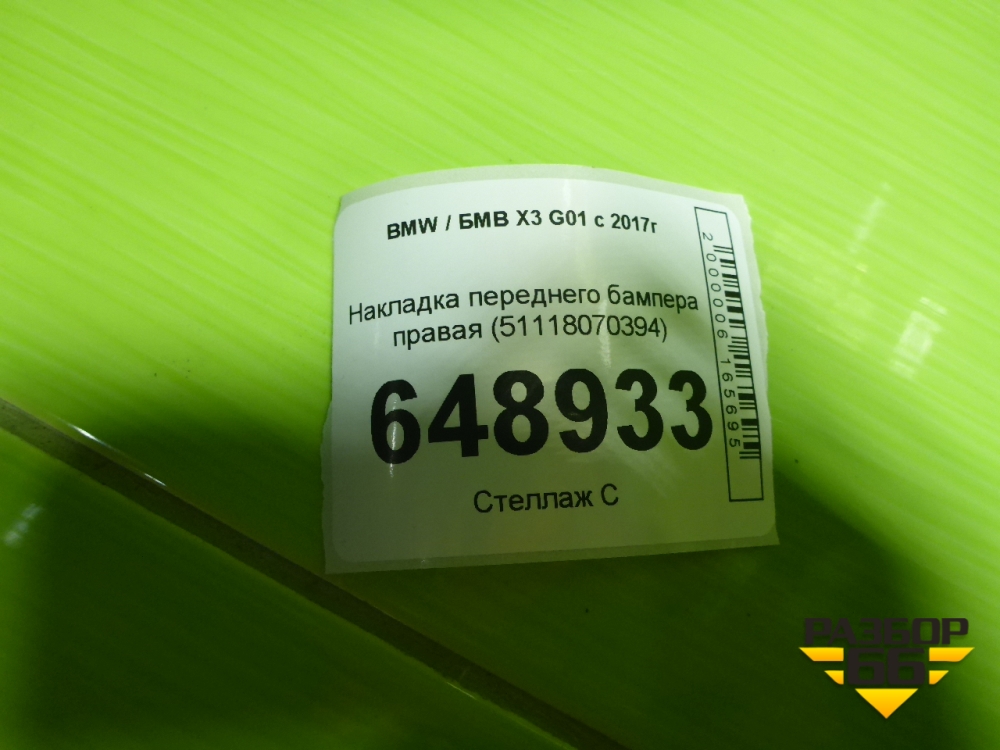 BMW / БМВ X3 G01 с 2017г
Накладка переднего бампера
правая (51118070394)
648933
Стеллаж С
2000006165695
РАЗБОР
66